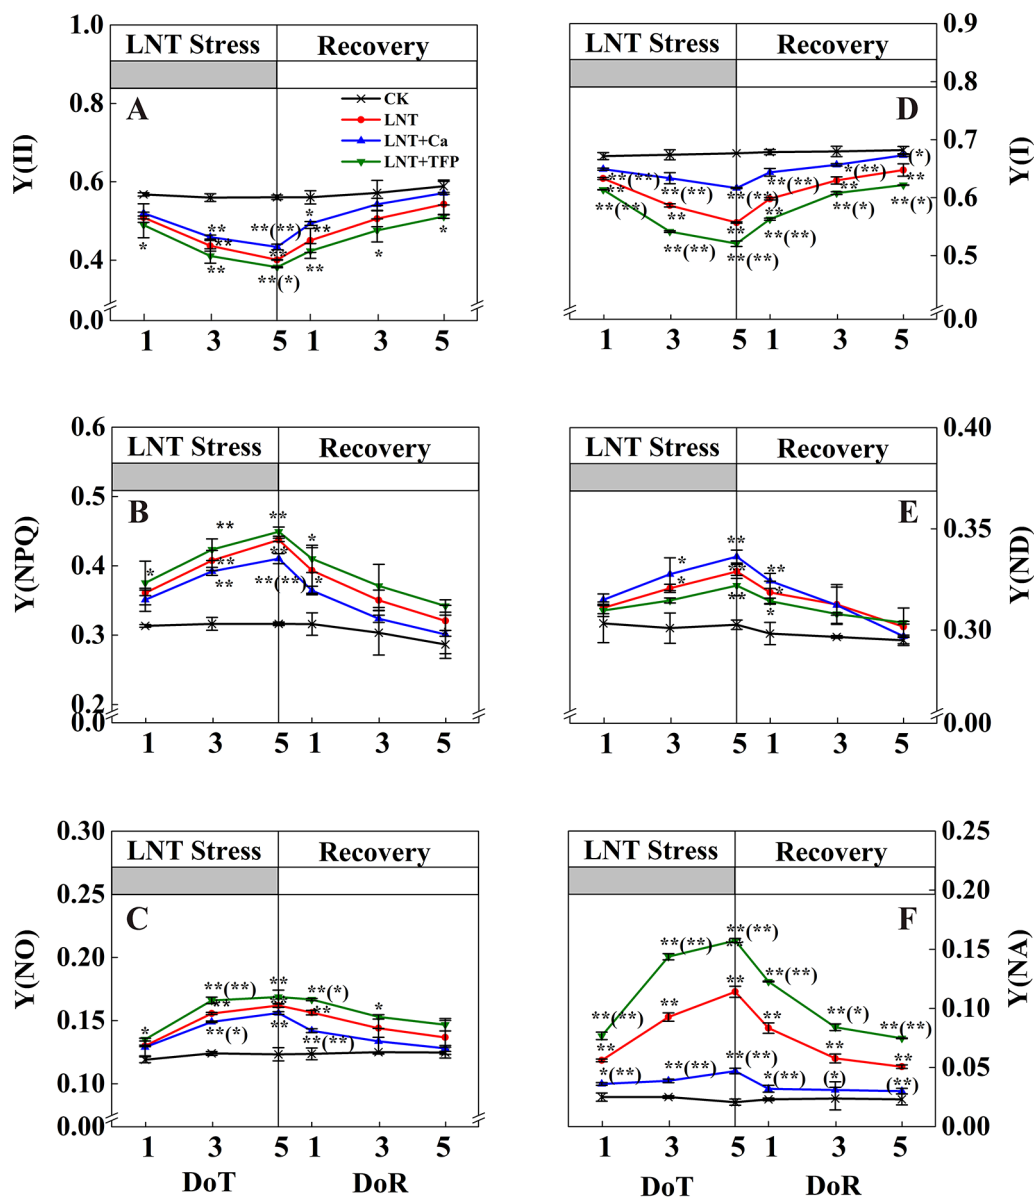 1.0
LNT Stress Recovery
0.8
A
CK
LNT
LNT+Ca
LNT+TFP
Y(II)
0.6
0.4
0.0
* ** ** ** **(**) ** **(*) * ** ** * *
1 3 5 1 3 5
0.9
LNT Stress Recovery
0.8
D
0.7
Y(I)
0.6
0.5
0.0
**(**) ** **(**) **(**) ** **(**) **(**) ** **(**) **(**) ** **(**) *(**) ** **(*) (*) ** **(*)
1 3 5 1 3 5
0.6
LNT Stress Recovery
0.5
B
Y(NPQ)
0.4
0.3
0.2
0.0
* ** ** ** ** ** **(**) * *
1 3 5 1 3 5
0.40
LNT Stress Recovery
E
0.35
Y(ND)
0.30
0.00
* * ** ** ** ** * *
1 3 5 1 3 5
0.30
LNT Stress Recovery
0.25
C
Y(NO)
0.20
0.15
0.10
0.00
* **(**) ** **(*) ** ** ** **(*) ** **(**) *
1 3 5 1 3 5
DoT DoR
0.25
LNT Stress Recovery
0.20
F
Y(NA)
0.15
0.10
0.05
0.00
**(**) ** *(**) **(**) ** **(**) **(**) ** ** **(**) **(**) ** *(**) **(*) ** (*) **(**) ** (**)
1 3 5 1 3 5
DoT DoR